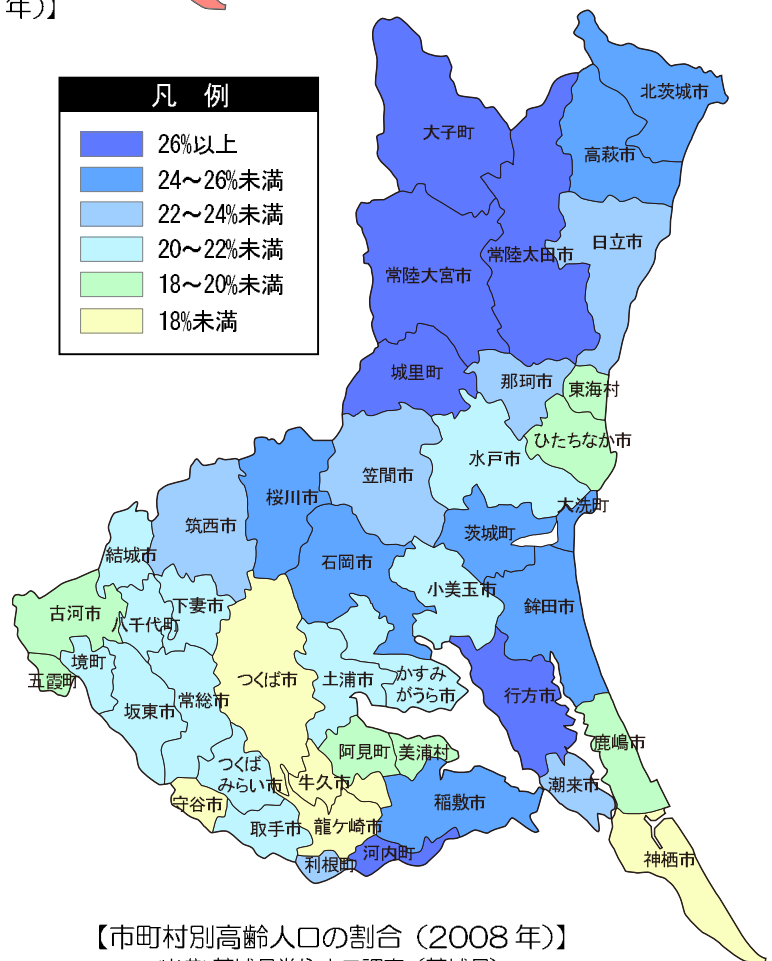 年)】
凡 例
26%以上
24～26%未満
22～24%未満
20～22%未満
18～20%未満
18%未満
北茨城市
大子町
高萩市
日立市
常陸太田市
常陸大宮市
城里町
那珂市
東海村
ひたちなか市
水戸市
笠間市
桜川市
大洗町
筑西市
茨城町
結城市
石岡市
小美玉市
鉾田市
古河市
八千代町
下妻市
境町
五霞町
つくば市
土浦市
かすみ
がうら市
行方市
坂東市
常総市
鹿嶋市
阿見町
美浦村
つくば
みらい市
牛久市
潮来市
守谷市
稲敷市
取手市
龍ケ崎市
河内町
利根町
神栖市
【市町村別高齢人口の割合（2008年)】